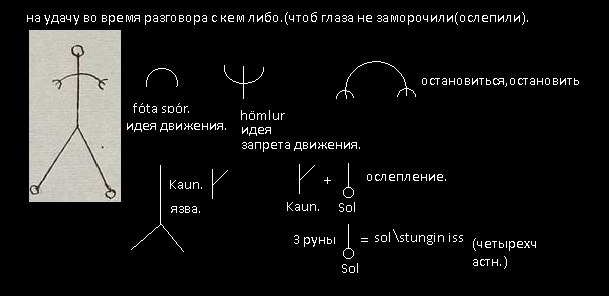 на удачу во время разговора с кем либо.(чтоб глаза не заморочили(ослепили).
остановиться,остановить
fóta spór.
идея движения.
hömlur
идея
запрета движения.
Kaun.
язва.
+
ослепление.
Kaun.
Sol
3 руны
= sol\stungin iss
(четырехч
астн.)
Sol